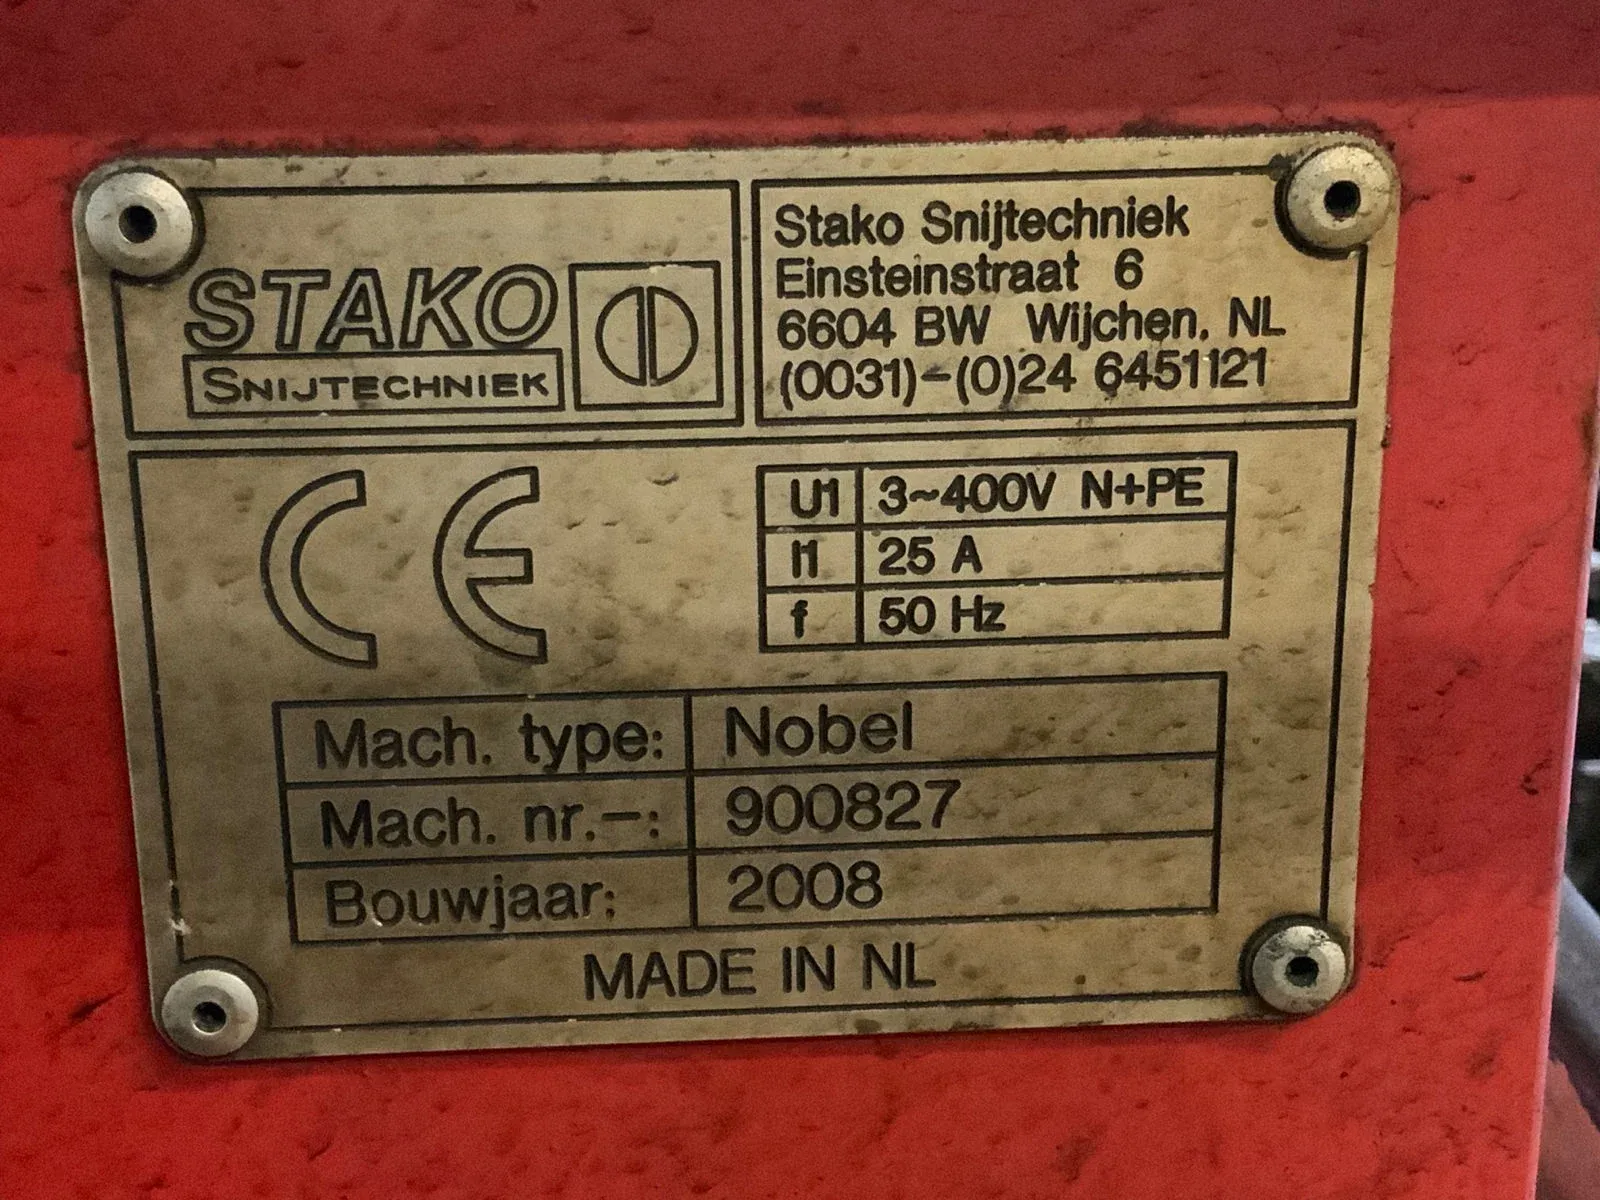 STAKO
SNIJTECHNIEK
Stako Snijtechniek
Einsteinstraat 6
6604 BW Wijchen, NL
(0031)-(0)24 6451121
CE
U1 3~400V N+PE
I1 25 A
f 50 Hz
Mach. type: Nobel
Mach. nr.-: 900827
Bouwjaar: 2008
MADE IN NL